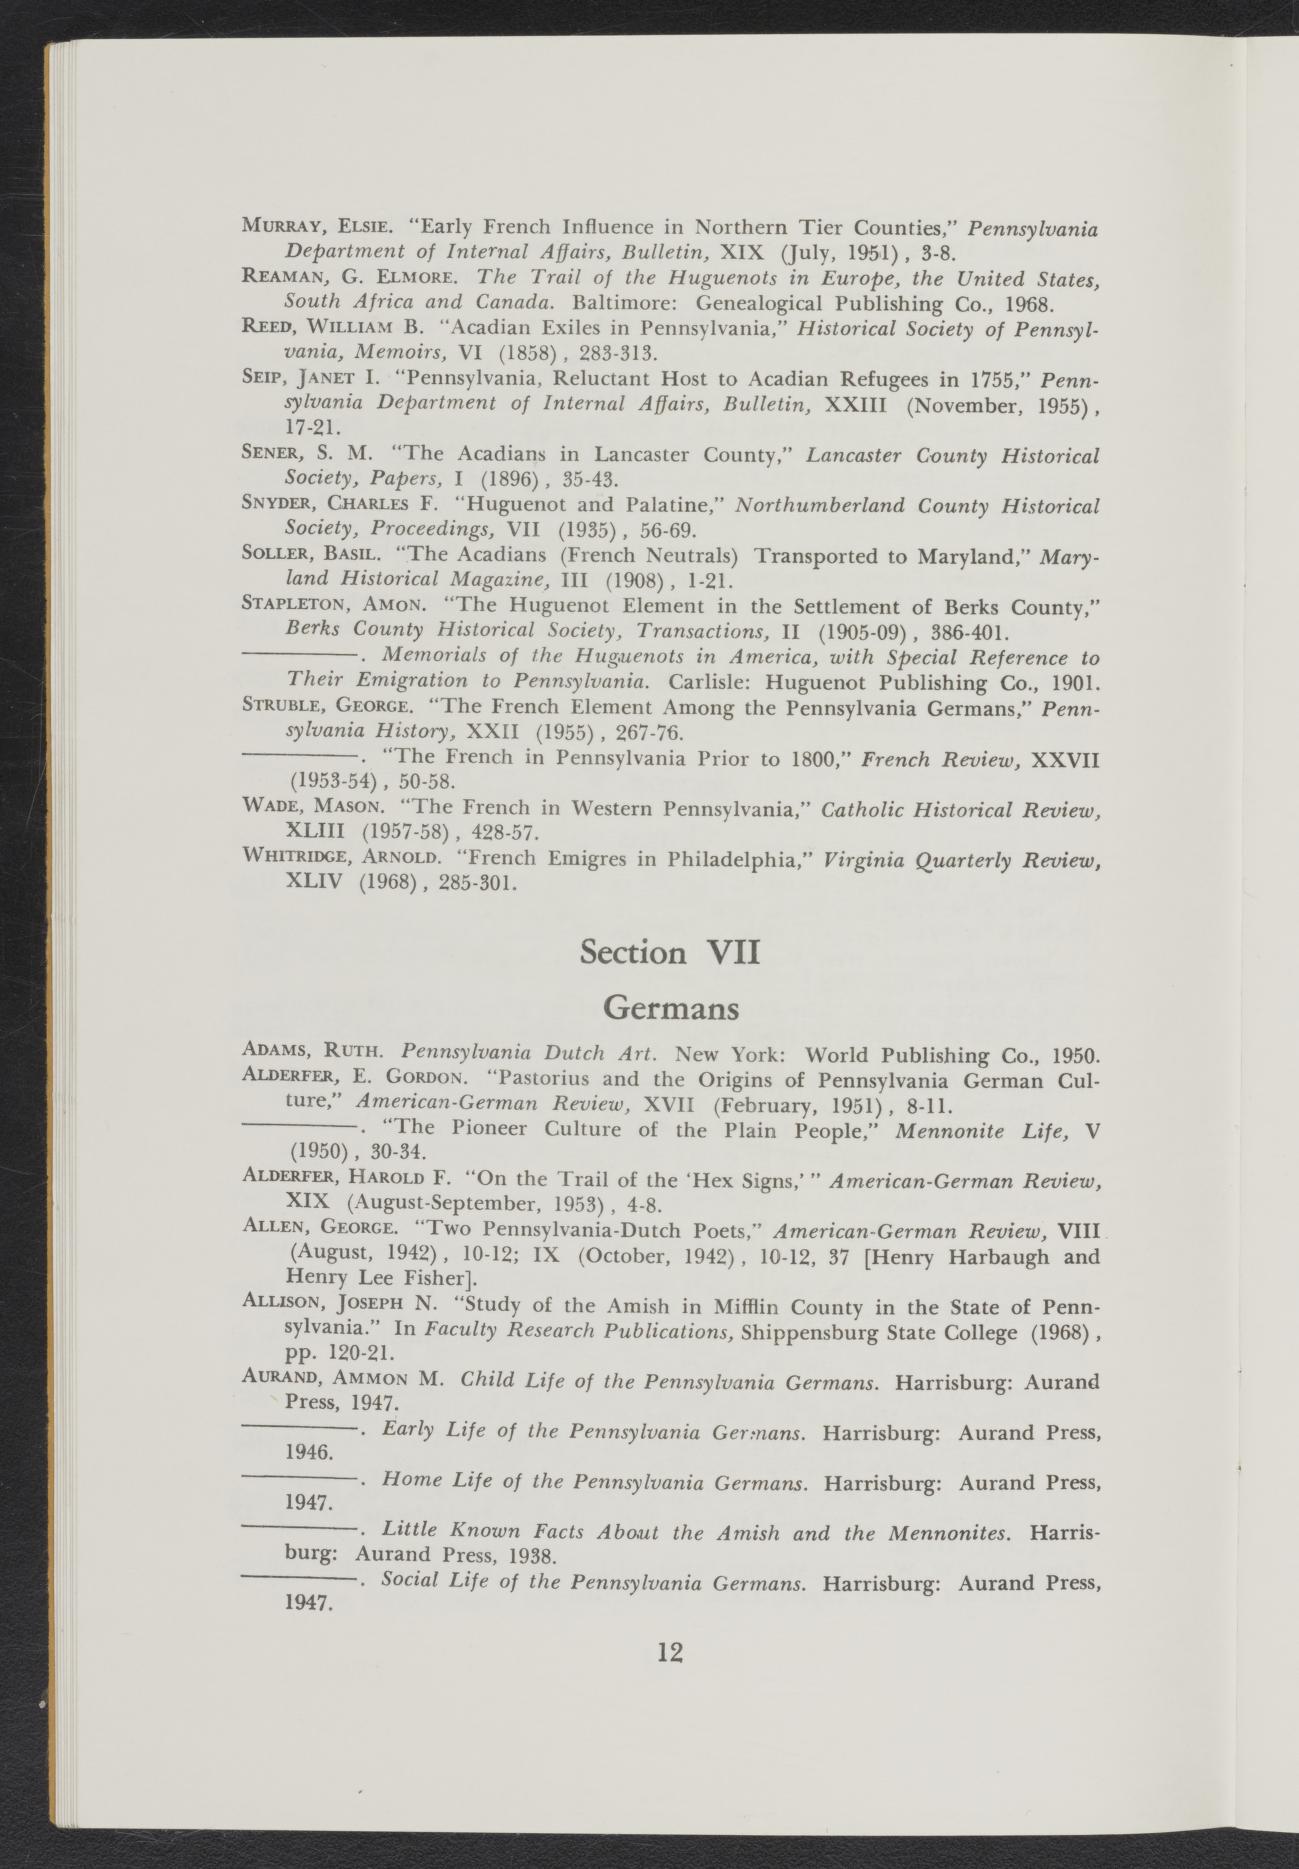 MURRAY, ELSIE. “Early French Influence in Northern Tier Counties,” Pennsylvania
Department of Internal Affairs, Bulletin, XIX (July, 1951), 3-8.
REAMAN, G. ELMORE. The Trail of the Huguenots in Europe, the United States,
South Africa and Canada. Baltimore: Genealogical Publishing Co., 1968.
REED, WILLIAM B. “Acadian Exiles in Pennsylvania,” Historical Society of Pennsyl-
vania, Memoirs, VI (1858), 283-313.
SEIP, JANET I. “Pennsylvania, Reluctant Host to Acadian Refugees in 1755,” Penn-
sylvania Department of Internal Affairs, Bulletin, XXIII (November, 1955),
17-21.
SENER, S. M. “The Acadians in Lancaster County,” Lancaster County Historical
Society, Papers, I (1896), 35-43.
SNYDER, CHARLES F. “Huguenot and Palatine,” Northumberland County Historical
Society, Proceedings, VII (1935), 56-69.
SOLLER, BASIL. “The Acadians (French Neutrals) Transported to Maryland,” Mary-
land Historical Magazine, III (1908), 1-21.
STAPLETON, AMON. “The Huguenot Element in the Settlement of Berks County,”
Berks County Historical Society, Transactions, II (1905-09), 386-401.
———. Memorials of the Huguenots in America, with Special Reference to
Their Emigration to Pennsylvania. Carlisle: Huguenot Publishing Co., 1901.
STRUBLE, GEORGE. “The French Element Among the Pennsylvania Germans,” Penn-
sylvania History, XXII (1955), 267-76.
———. “The French in Pennsylvania Prior to 1800,” French Review, XXVII
(1953-54), 50-58.
WADE, MASON. “The French in Western Pennsylvania,” Catholic Historical Review,
XLIII (1957-58), 428-57.
WHITRIDGE, ARNOLD. “French Emigres in Philadelphia,” Virginia Quarterly Review,
XLIV (1968), 285-301.
Section VII
Germans
ADAMS, RUTH. Pennsylvania Dutch Art. New York: World Publishing Co., 1950.
ALDERFER, E. GORDON. “Pastorius and the Origins of Pennsylvania German Cul-
ture,” American-German Review, XVII (February, 1951), 8-11.
———. “The Pioneer Culture of the Plain People,” Mennonite Life, V
(1950), 30-34.
ALDERFER, HAROLD F. “On the Trail of the ‘Hex Signs,’ ” American-German Review,
XIX (August-September, 1953), 4-8.
ALLEN, GEORGE. “Two Pennsylvania-Dutch Poets,” American-German Review, VIII
(August, 1942), 10-12; IX (October, 1942), 10-12, 37 [Henry Harbaugh and
Henry Lee Fisher].
ALLISON, JOSEPH N. “Study of the Amish in Mifflin County in the State of Penn-
sylvania.” In Faculty Research Publications, Shippensburg State College (1968),
pp. 120-21.
AURAND, AMMON M. Child Life of the Pennsylvania Germans. Harrisburg: Aurand
Press, 1947.
———. Early Life of the Pennsylvania Germans. Harrisburg: Aurand Press,
1946.
———. Home Life of the Pennsylvania Germans. Harrisburg: Aurand Press,
1947.
———. Little Known Facts About the Amish and the Mennonites. Harris-
burg: Aurand Press, 1938.
———. Social Life of the Pennsylvania Germans. Harrisburg: Aurand Press,
1947.
12